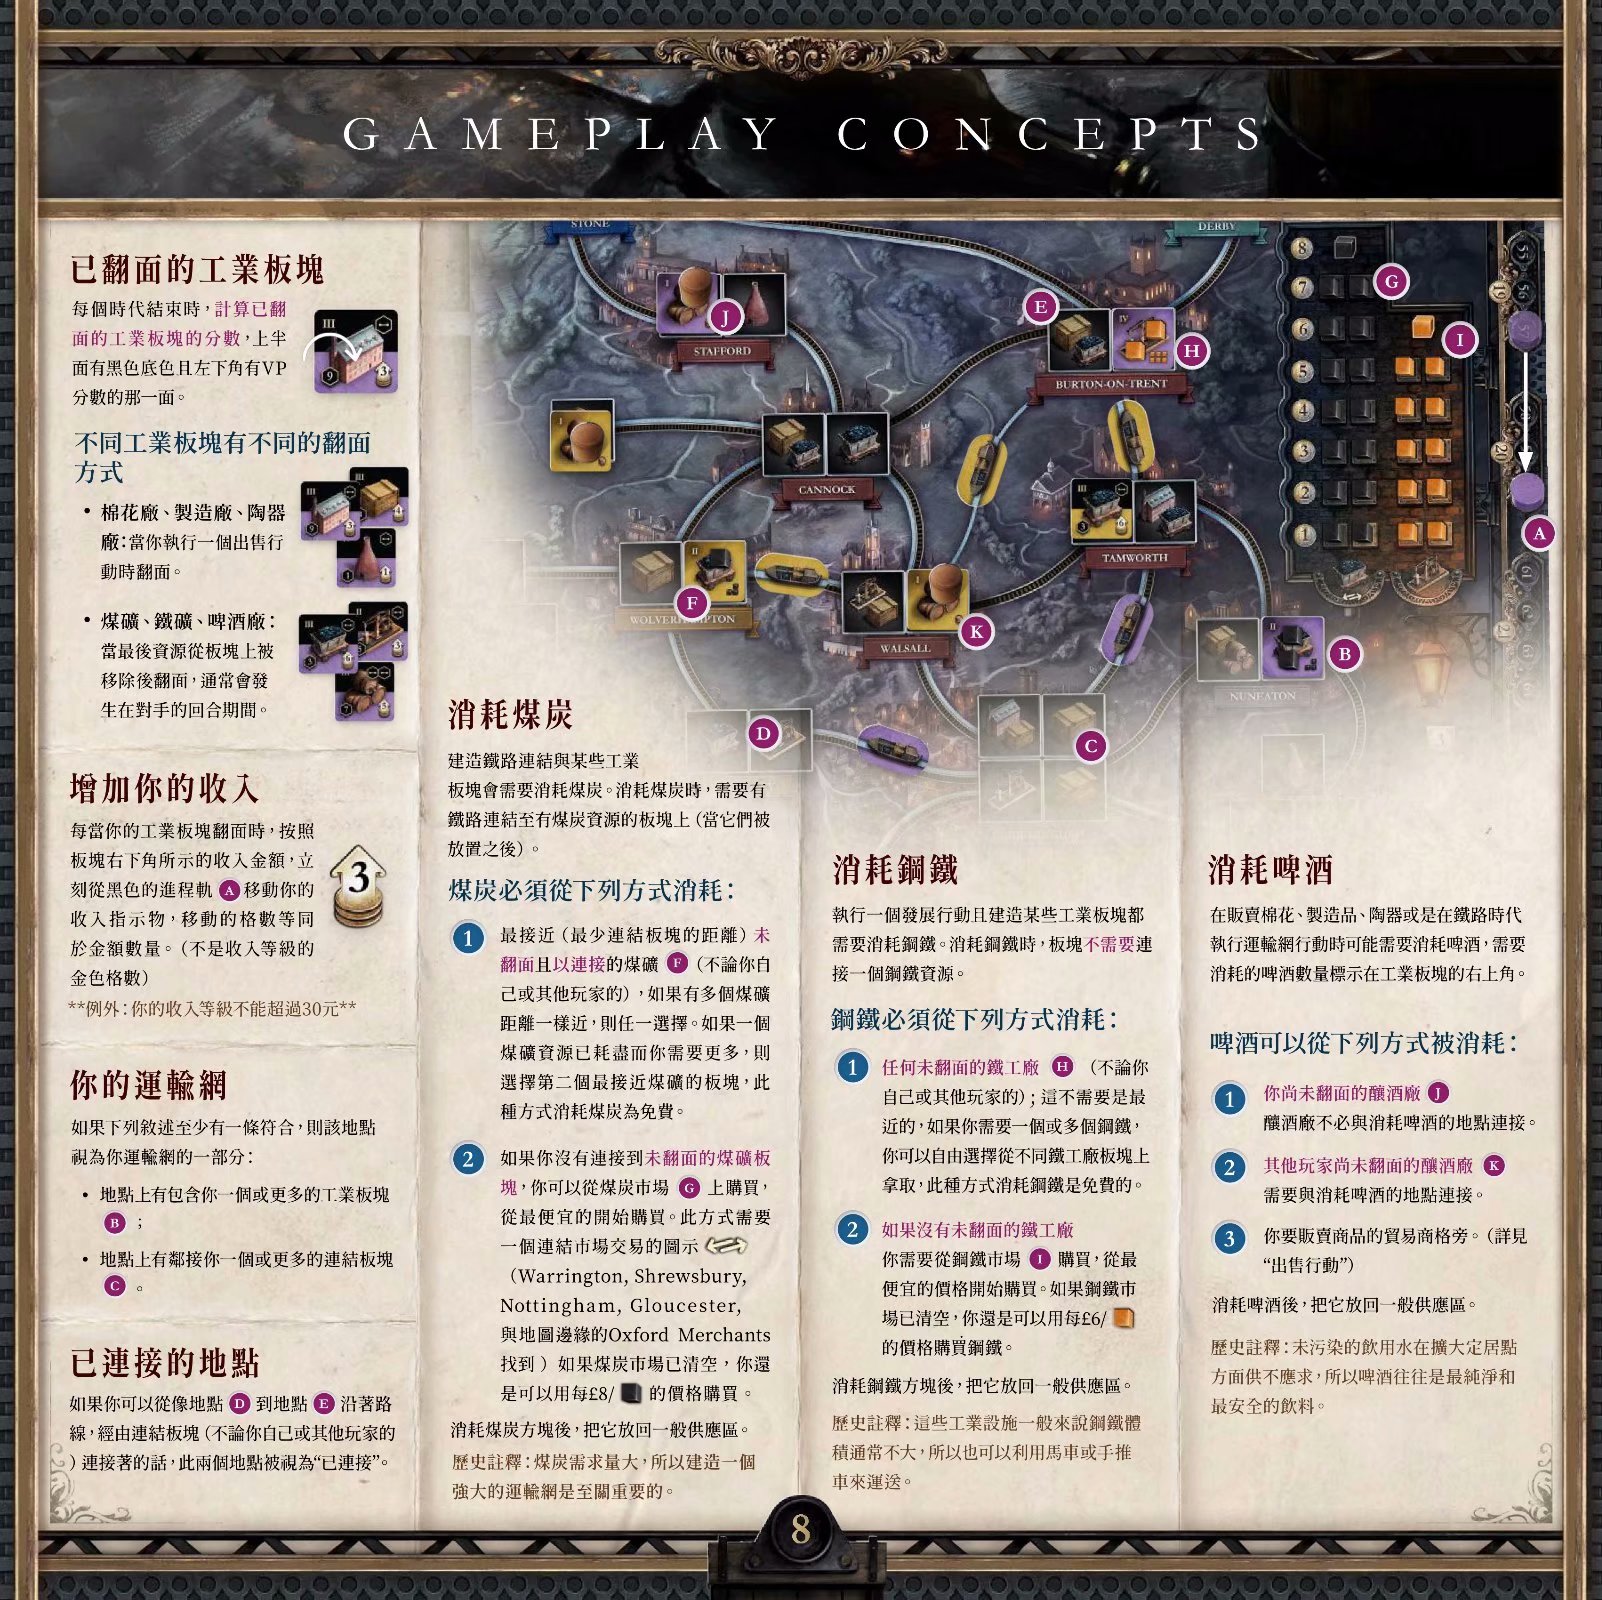 GAMEPLAY CONCEPTS
已翻面的工業板塊
每個時代結束時，計算已翻
面的工業板塊的分數，上半
面有黑色底色且左下角有VP
分數的那一面。
III
9
3
不同工業板塊有不同的翻面
方式
• 棉花廠、製造廠、陶器
廠：當你執行一個出售行
動時翻面。
• 煤礦、鐵礦、啤酒廠：
當最後資源從板塊上被
移除後翻面，通常會發
生在對手的回合期間。
增加你的收入
每當你的工業板塊翻面時，按照
板塊右下角所示的收入金額，立
刻從黑色的進程軌 A 移動你的
收入指示物，移動的格數等同
於金額數量。（不是收入等級的
金色格數）
3
**例外：你的收入等級不能超過30元**
你的運輸網
如果下列敘述至少有一條符合，則該地點
視為你運輸網的一部分：
• 地點上有包含你一個或更多的工業板塊
B ；
• 地點上有鄰接你一個或更多的連結板塊
C 。
已連接的地點
如果你可以從像地點 D 到地點 E 沿著路
線，經由連結板塊（不論你自己或其他玩家的
）連接著的話，此兩個地點被視為“已連接”。
STONE
DERBY
STAFFORD
BURTON-ON-TRENT
CANNOCK
TAMWORTH
WALSALL
NUNEATON
J
E
H
G
I
A
F
K
B
D
C
8
7
6
5
4
3
2
1
消耗煤炭
建造鐵路連結與某些工業
板塊會需要消耗煤炭。消耗煤炭時，需要有
鐵路連結至有煤炭資源的板塊上（當它們被
放置之後）。
煤炭必須從下列方式消耗：
1 最接近（最少連結板塊的距離）未
翻面且以連接的煤礦 F （不論你自
己或其他玩家的），如果有多個煤礦
距離一樣近，則任一選擇。如果一個
煤礦資源已耗盡而你需要更多，則
選擇第二個最接近煤礦的板塊，此
種方式消耗煤炭為免費。
2 如果你沒有連接到未翻面的煤礦板
塊，你可以從煤炭市場 G 上購買，
從最便宜的開始購買。此方式需要
一個連結市場交易的圖示
（Warrington, Shrewsbury,
Nottingham, Gloucester,
與地圖邊緣的Oxford Merchants
找到 ）如果煤炭市場已清空，你還
是可以用每£8/ 的價格購買 。
消耗煤炭方塊後，把它放回一般供應區。
歷史註釋：煤炭需求量大，所以建造一個
強大的運輸網是至關重要的。
消耗鋼鐵
執行一個發展行動且建造某些工業板塊都
需要消耗鋼鐵。消耗鋼鐵時，板塊不需要連
接一個鋼鐵資源。
鋼鐵必須從下列方式消耗：
1 任何未翻面的鐵工廠 H （不論你
自己或其他玩家的）；這不需要是最
近的，如果你需要一個或多個鋼鐵，
你可以自由選擇從不同鐵工廠板塊上
拿取，此種方式消耗鋼鐵是免費的。
2 如果沒有未翻面的鐵工廠
你需要從鋼鐵市場 I 購買，從最
便宜的價格開始購買。如果鋼鐵市
場已清空，你還是可以用每£6/
的價格購買鋼鐵。
消耗鋼鐵方塊後，把它放回一般供應區。
歷史註釋：這些工業設施一般來說鋼鐵體
積通常不大，所以也可以利用馬車或手推
車來運送。
消耗啤酒
在販賣棉花、製造品、陶器或是在鐵路時代
執行運輸網行動時可能需要消耗啤酒，需要
消耗的啤酒數量標示在工業板塊的右上角。
啤酒可以從下列方式被消耗：
1 你尚未翻面的釀酒廠 J
釀酒廠不必與消耗啤酒的地點連接。
2 其他玩家尚未翻面的釀酒廠 K
需要與消耗啤酒的地點連接。
3 你要販賣商品的貿易商格旁。（詳見
“出售行動”）
消耗啤酒後，把它放回一般供應區。
歷史註釋：未污染的飲用水在擴大定居點
方面供不應求，所以啤酒往往是最純淨和
最安全的飲料。
8